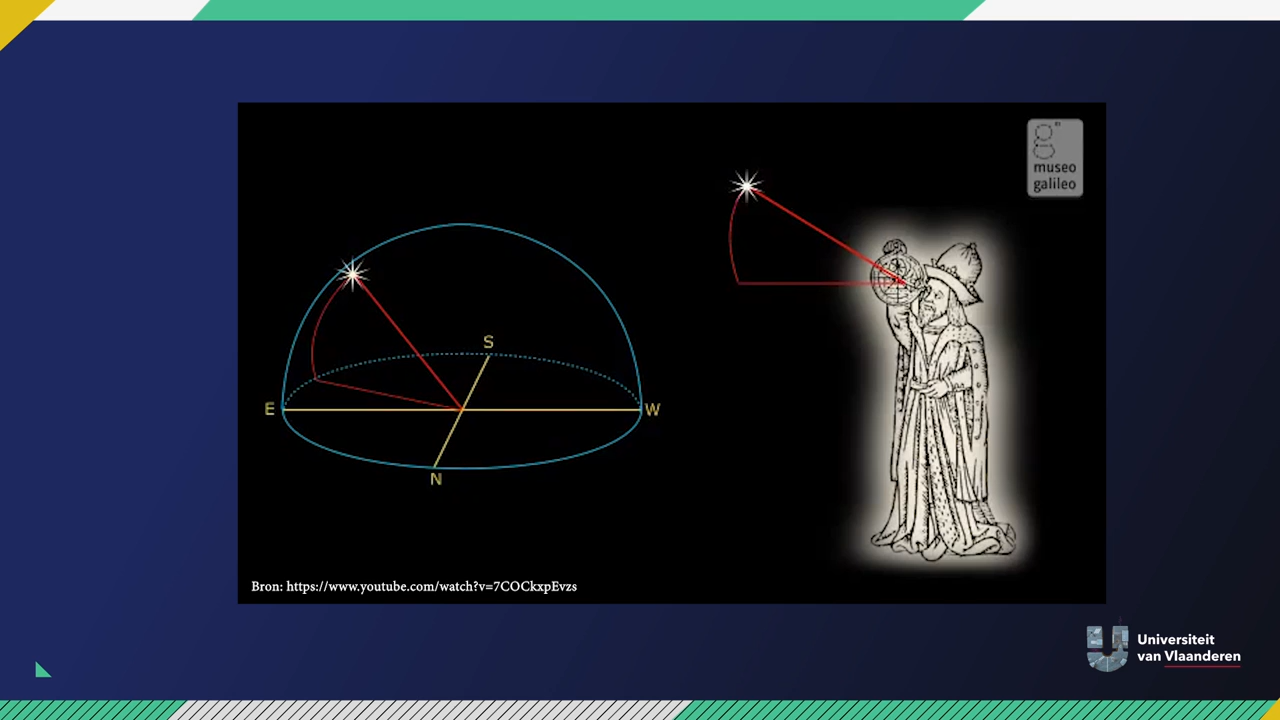 museo
galileo
S
E
W
N
Bron: https://www.youtube.com/watch?v=7COCkxpEvzs
Universiteit
van Vlaanderen